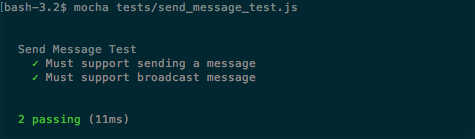 [bash-3.2$ mocha tests/send_message_test.js
Send Message Test
✓ Must support sending a message
✓ Must support broadcast message
2 passing (11ms)